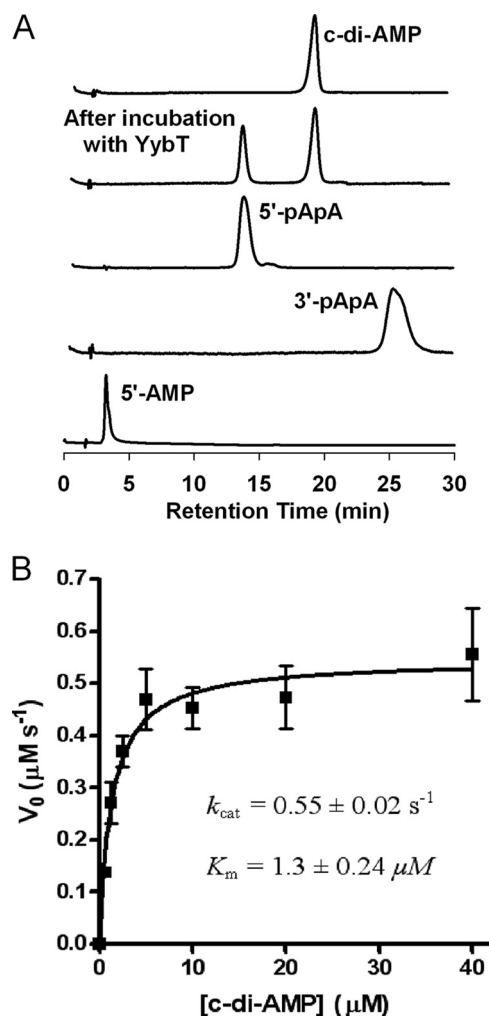 A
c-di-AMP
After incubation
with YybT
5'-pApA
3'-pApA
5'-AMP
0 5 10 15 20 25 30
Retention Time (min)
B
0.7
0.6
0.5
0.4
0.3
0.2
0.1
0.0
V₀ (μM s⁻¹)
k_cat = 0.55 ± 0.02 s⁻¹
K_m = 1.3 ± 0.24 μM
0 10 20 30 40
[c-di-AMP] (μM)